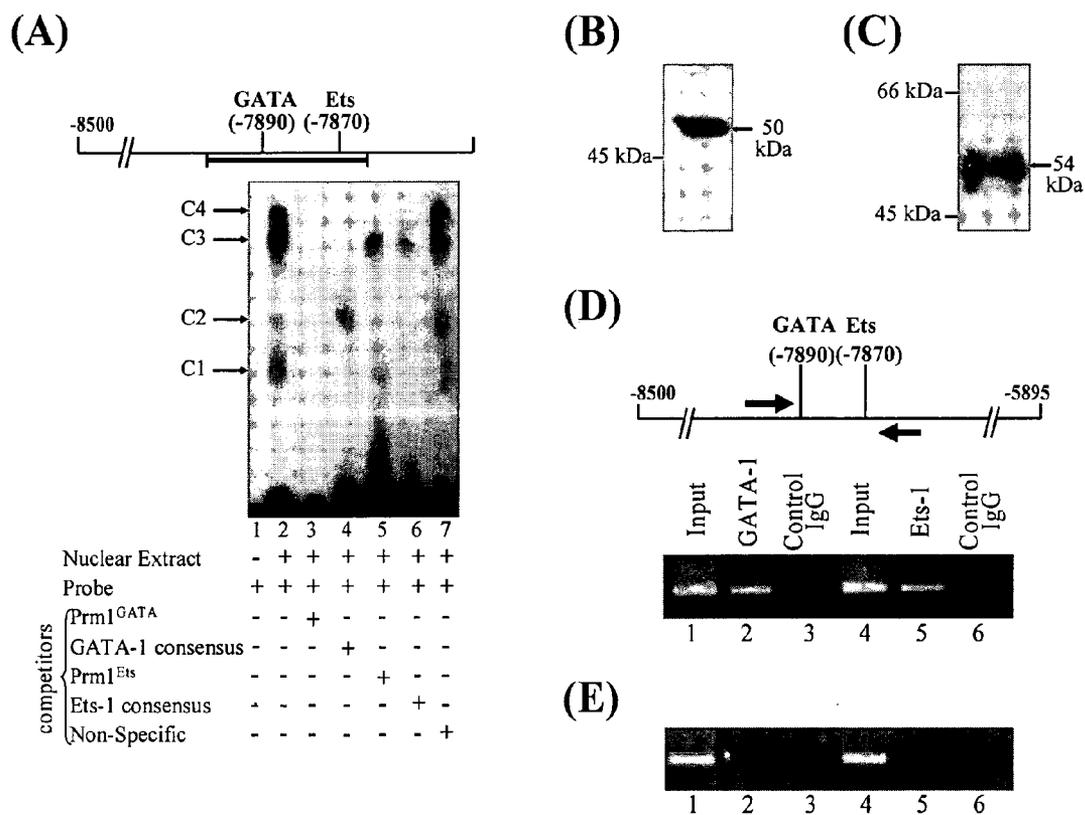 (A)
GATA Ets
(-7890) (-7870)
-8500
C4
C3
C2
C1
1 2 3 4 5 6 7
Nuclear Extract - + + + + + +
Probe + + + + + + +
competitors
Prm1GATA - - + - - - -
GATA-1 consensus - - - + - - -
Prm1Ets - - - - + - -
Ets-1 consensus - - - - - + -
Non-Specific - - - - - - +
(B)
45 kDa
50
kDa
(C)
66 kDa
54
kDa
45 kDa
(D)
GATA Ets
(-7890)(-7870)
-8500
-5895
Input
GATA-1
Control
IgG
Input
Ets-1
Control
IgG
1 2 3 4 5 6
(E)
1 2 3 4 5 6